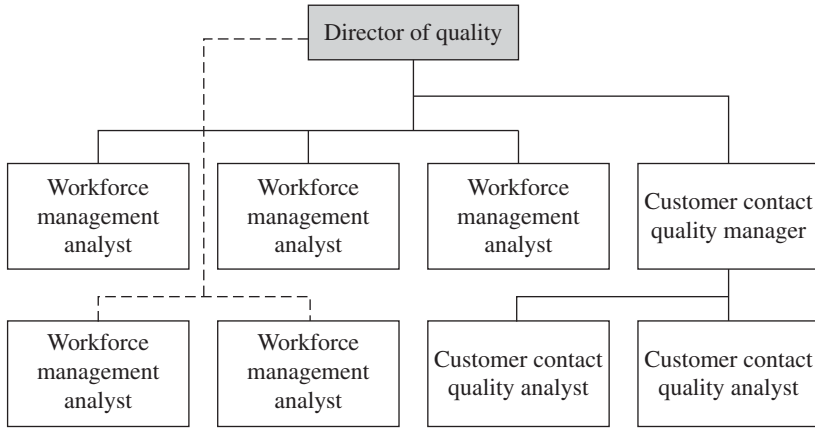 Director of quality
Workforce
management
analyst
Workforce
management
analyst
Workforce
management
analyst
Customer contact
quality manager
Workforce
management
analyst
Workforce
management
analyst
Customer contact
quality analyst
Customer contact
quality analyst